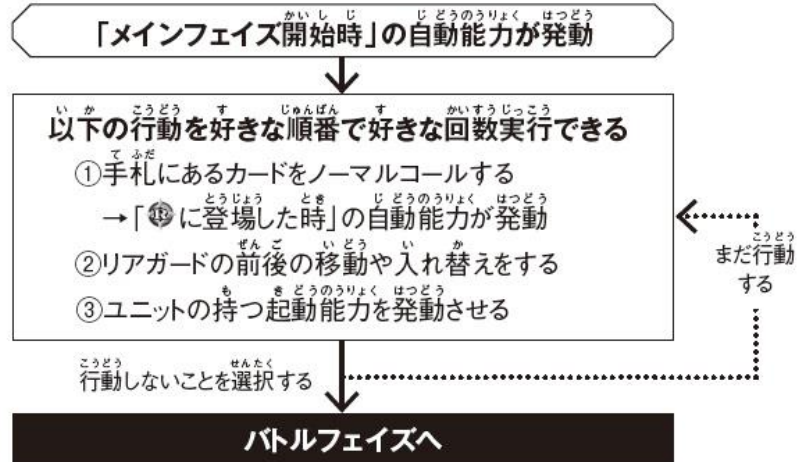 「メインフェイズ開始時」の自動能力が発動
以下の行動を好きな順番で好きな回数実行できる
①手札にあるカードをノーマルコールする
→「Ⓡに登場した時」の自動能力が発動
②リアガードの前後の移動や入れ替えをする
③ユニットの持つ起動能力を発動させる
まだ行動
する
行動しないことを選択する
バトルフェイズへ